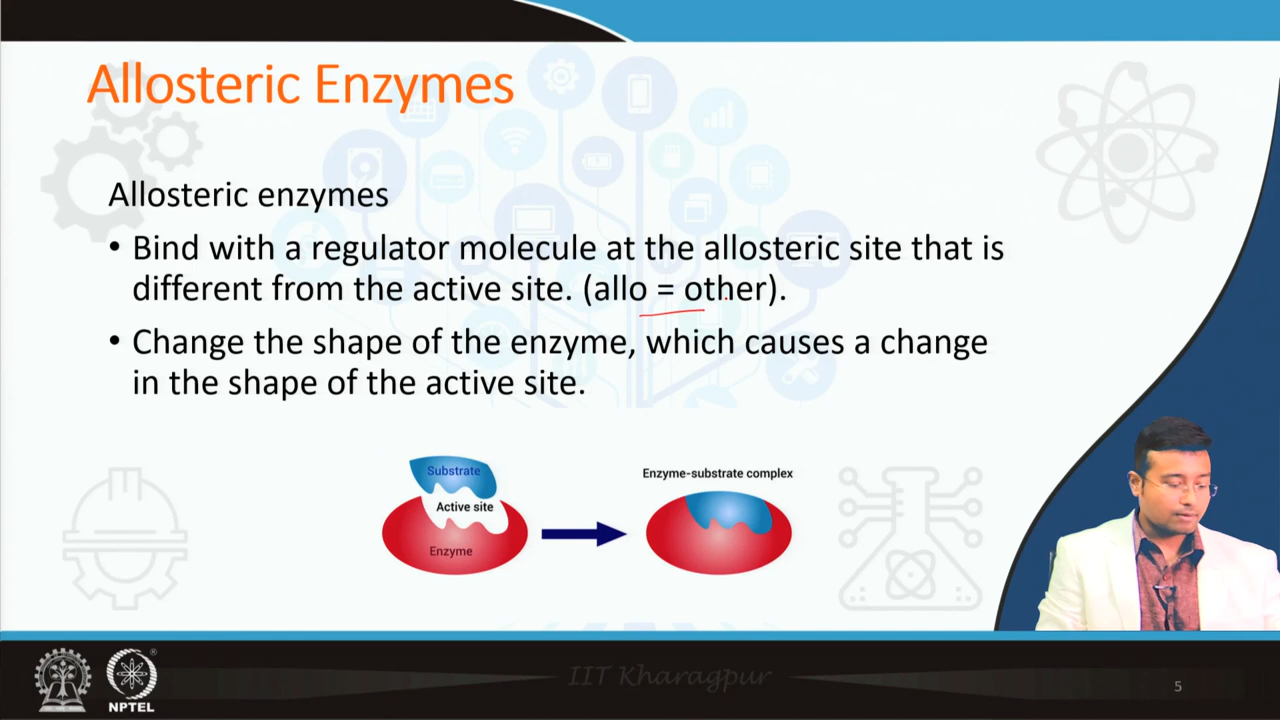 Allosteric Enzymes
Allosteric enzymes
• Bind with a regulator molecule at the allosteric site that is
different from the active site. (allo = other).
• Change the shape of the enzyme, which causes a change
in the shape of the active site.
Substrate
Active site
Enzyme
Enzyme-substrate complex
IIT Kharagpur
NPTEL
®
5